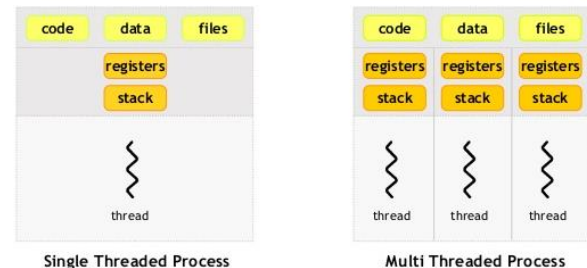 code data files
registers
stack
thread
Single Threaded Process
code data files
registers registers registers
stack stack stack
thread thread thread
Multi Threaded Process